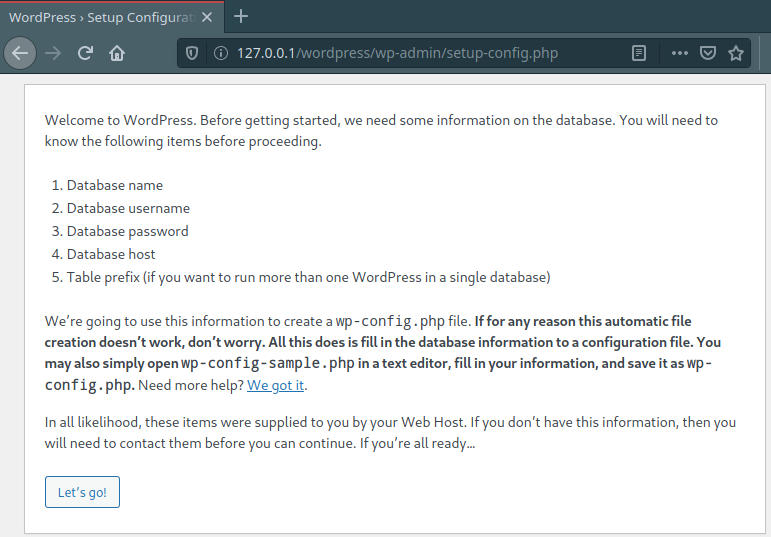 WordPress › Setup Configurat
127.0.0.1/wordpress/wp-admin/setup-config.php
Welcome to WordPress. Before getting started, we need some information on the database. You will need to
know the following items before proceeding.
1. Database name
2. Database username
3. Database password
4. Database host
5. Table prefix (if you want to run more than one WordPress in a single database)
We’re going to use this information to create a wp-config.php file. If for any reason this automatic file
creation doesn’t work, don’t worry. All this does is fill in the database information to a configuration file. You
may also simply open wp-config-sample.php in a text editor, fill in your information, and save it as wp-
config.php. Need more help? We got it.
In all likelihood, these items were supplied to you by your Web Host. If you don’t have this information, then you
will need to contact them before you can continue. If you’re all ready…
Let’s go!